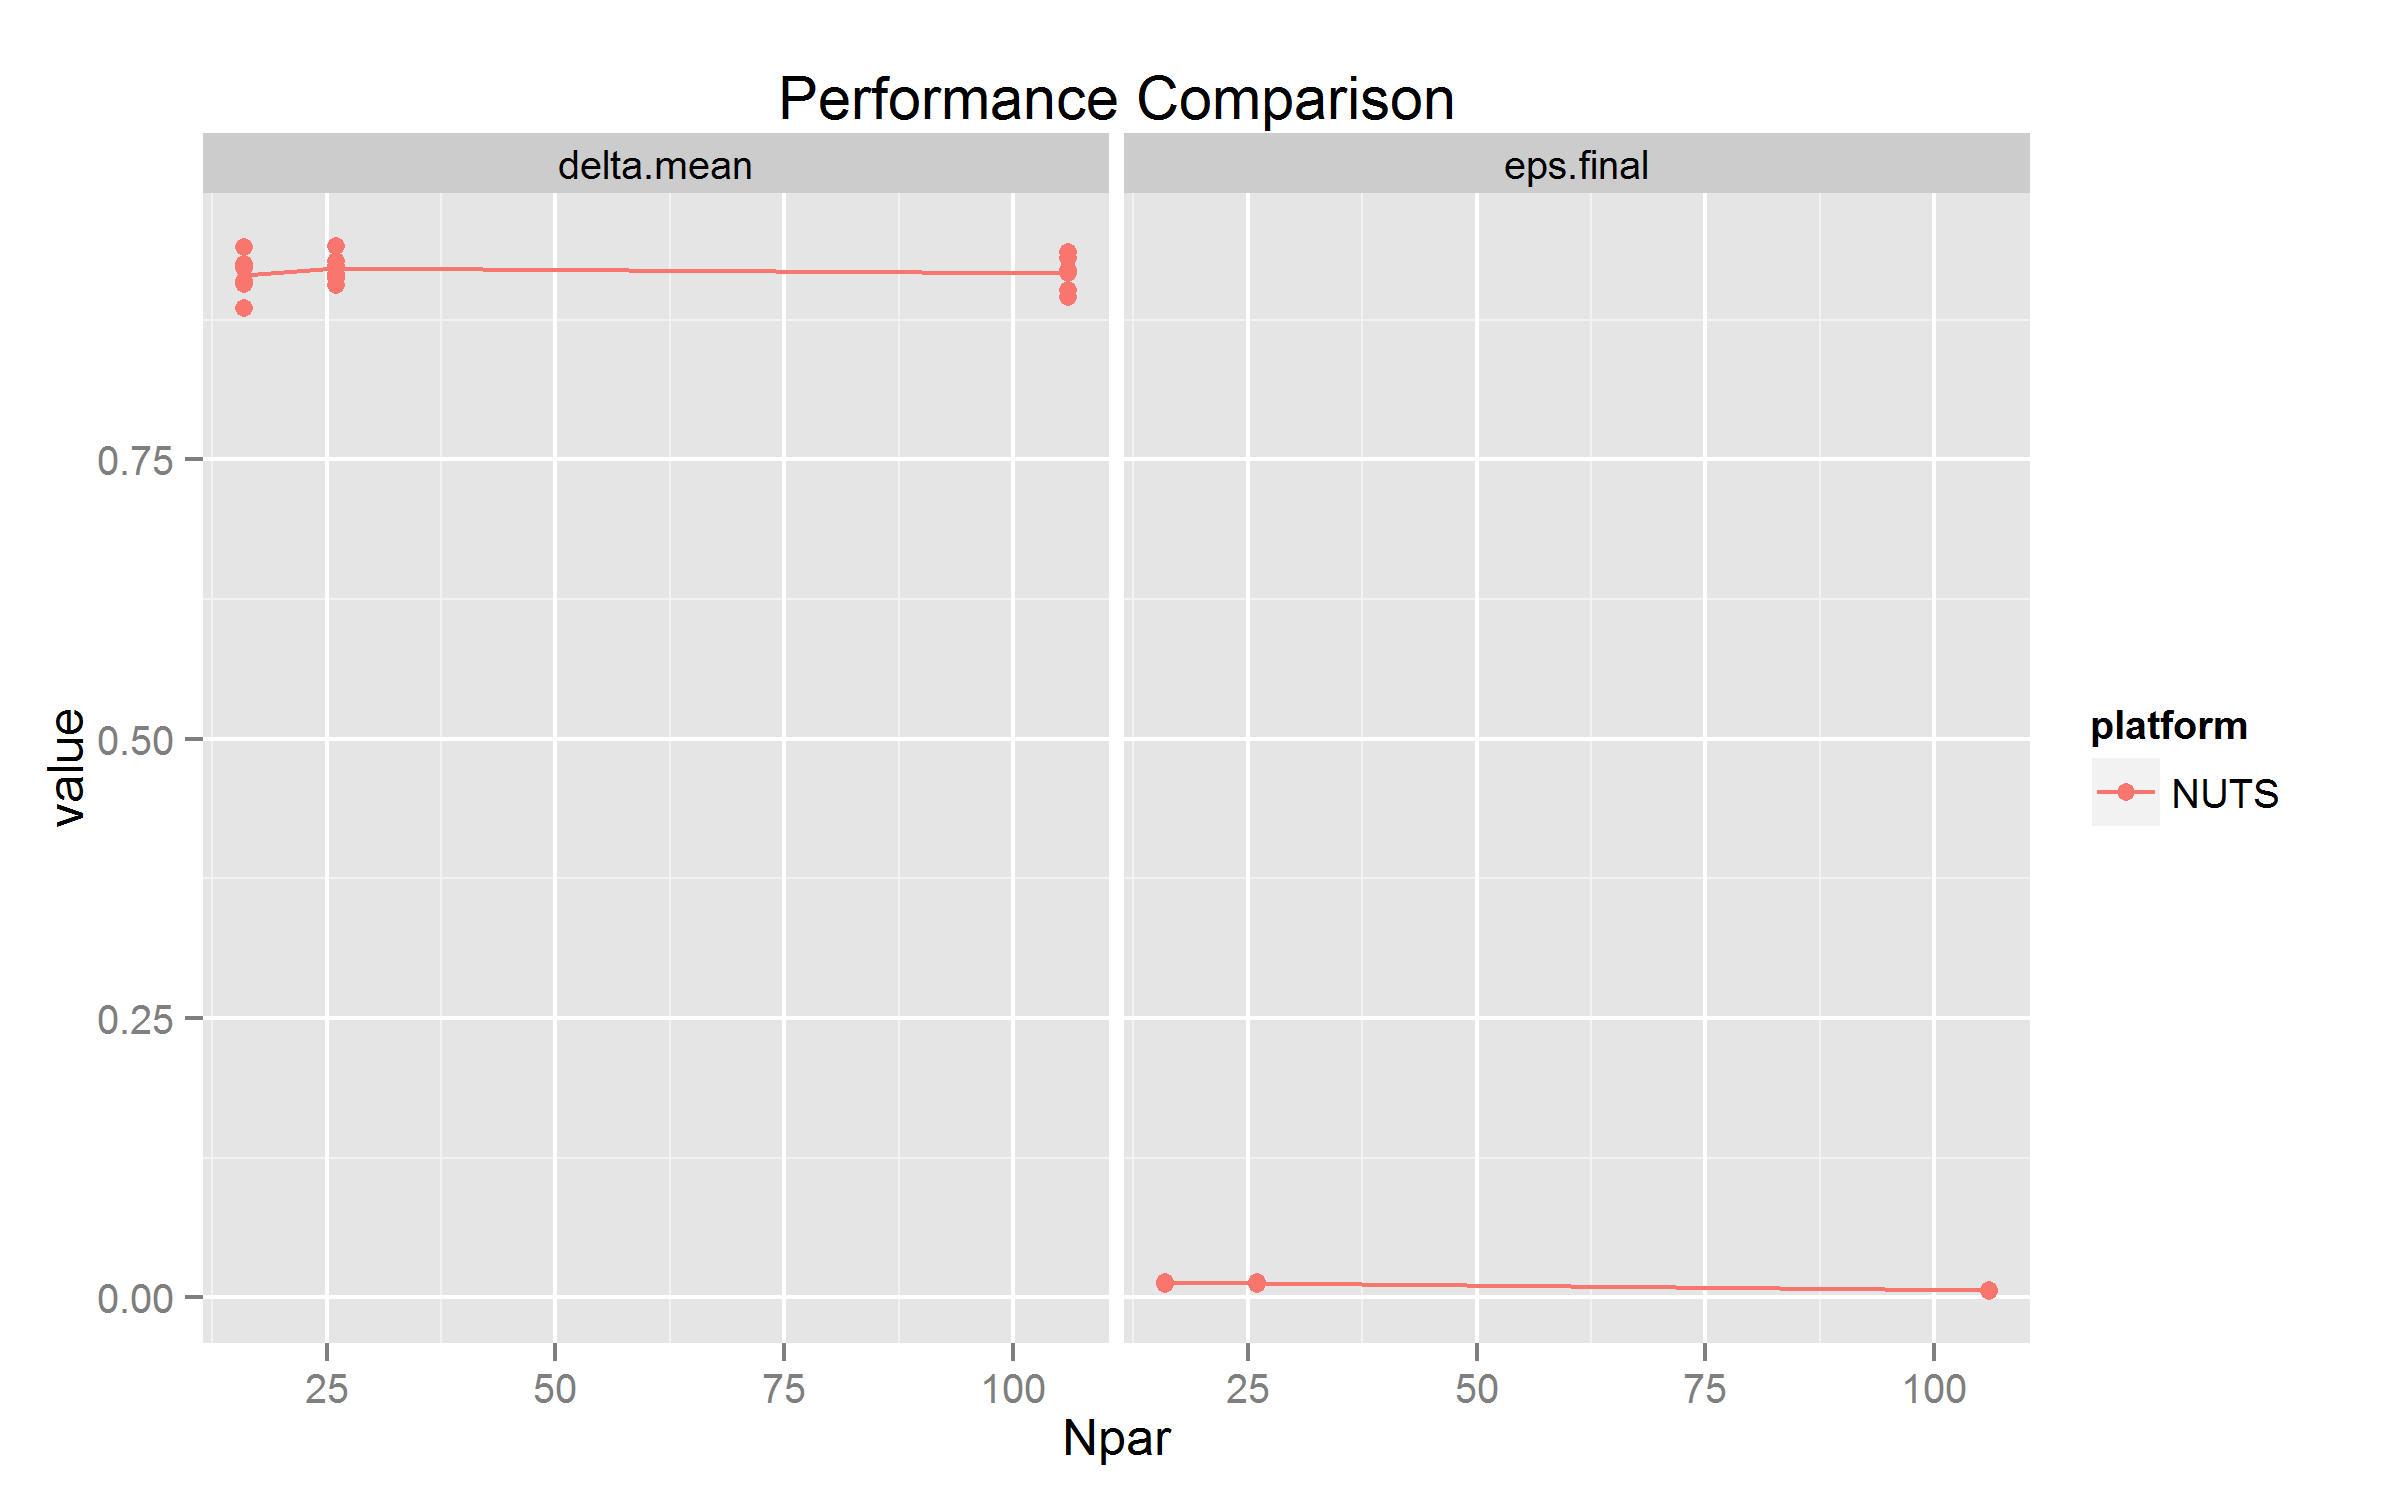 Performance Comparison
delta.mean
eps.final
0.75
0.50
0.25
0.00
value
25 50 75 100
25 50 75 100
Npar
platform
NUTS